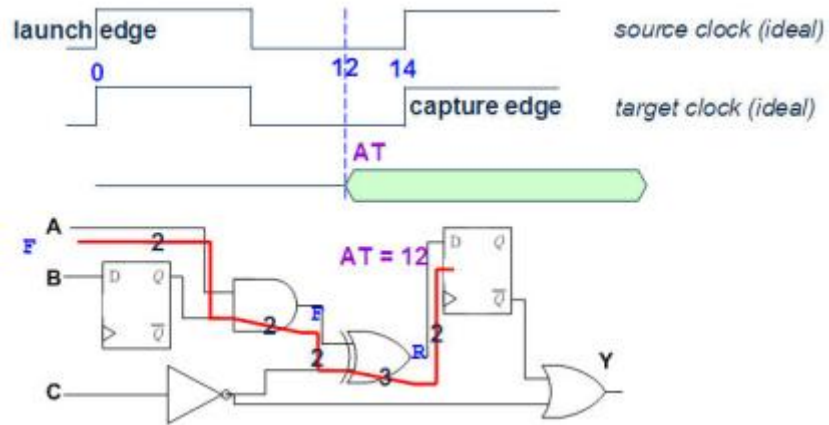 launch edge
source clock (ideal)
0
12
14
capture edge
target clock (ideal)
AT
A
F
2
AT = 12
D Q
B
D Q
Q
Q
F
2
2
R
2
3
C
Y